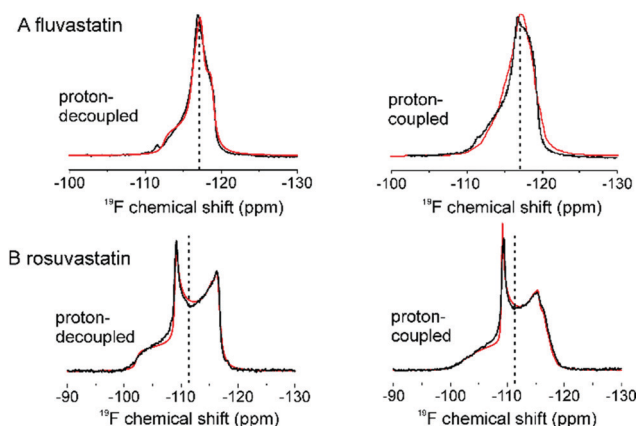 A fluvastatin
proton-
decoupled
-100 -110 -120 -130
¹⁹F chemical shift (ppm)
proton-
coupled
-100 -110 -120 -130
¹⁹F chemical shift (ppm)
B rosuvastatin
proton-
decoupled
-90 -100 -110 -120 -130
¹⁹F chemical shift (ppm)
proton-
coupled
-90 -100 -110 -120 -130
¹⁹F chemical shift (ppm)